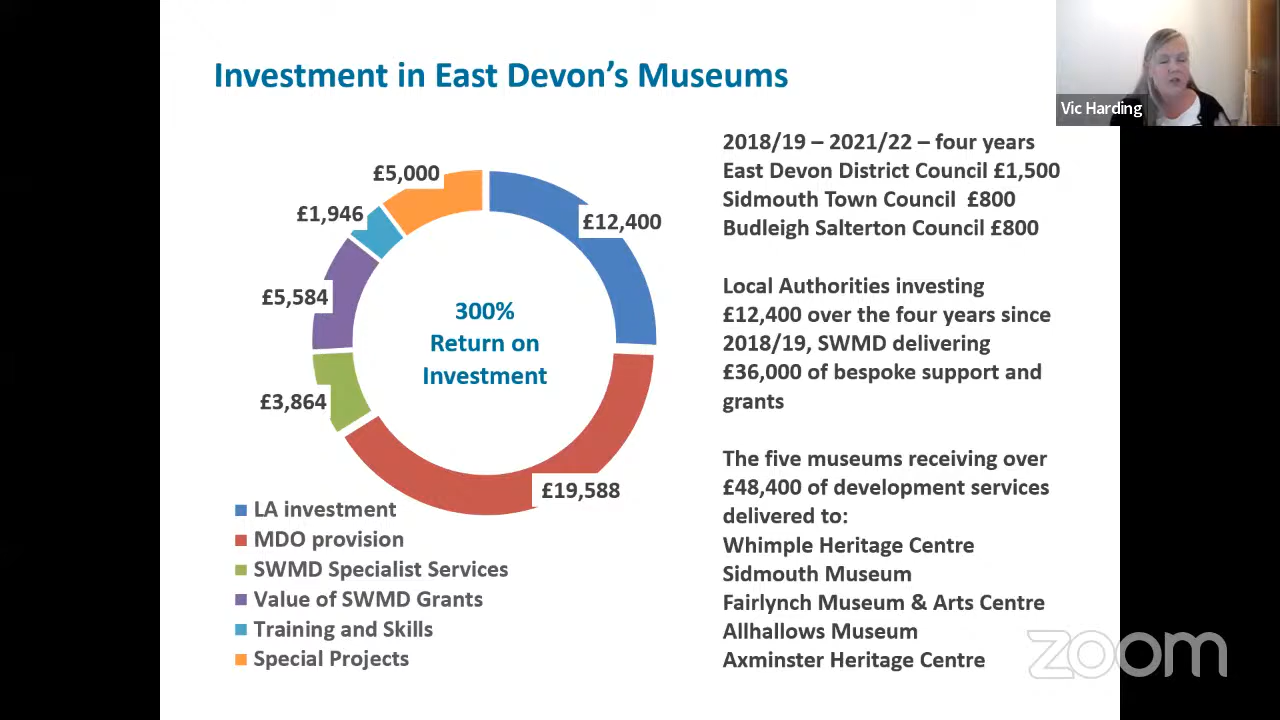 Investment in East Devon's Museums
Vic Harding
£5,000
£12,400
£1,946
£5,584
£3,864
£19,588
300%
Return on
Investment
LA investment
MDO provision
SWMD Specialist Services
Value of SWMD Grants
Training and Skills
Special Projects
2018/19 – 2021/22 – four years
East Devon District Council £1,500
Sidmouth Town Council £800
Budleigh Salterton Council £800
Local Authorities investing
£12,400 over the four years since
2018/19, SWMD delivering
£36,000 of bespoke support and
grants
The five museums receiving over
£48,400 of development services
delivered to:
Whimple Heritage Centre
Sidmouth Museum
Fairlynch Museum & Arts Centre
Allhallows Museum
Axminster Heritage Centre
zoom